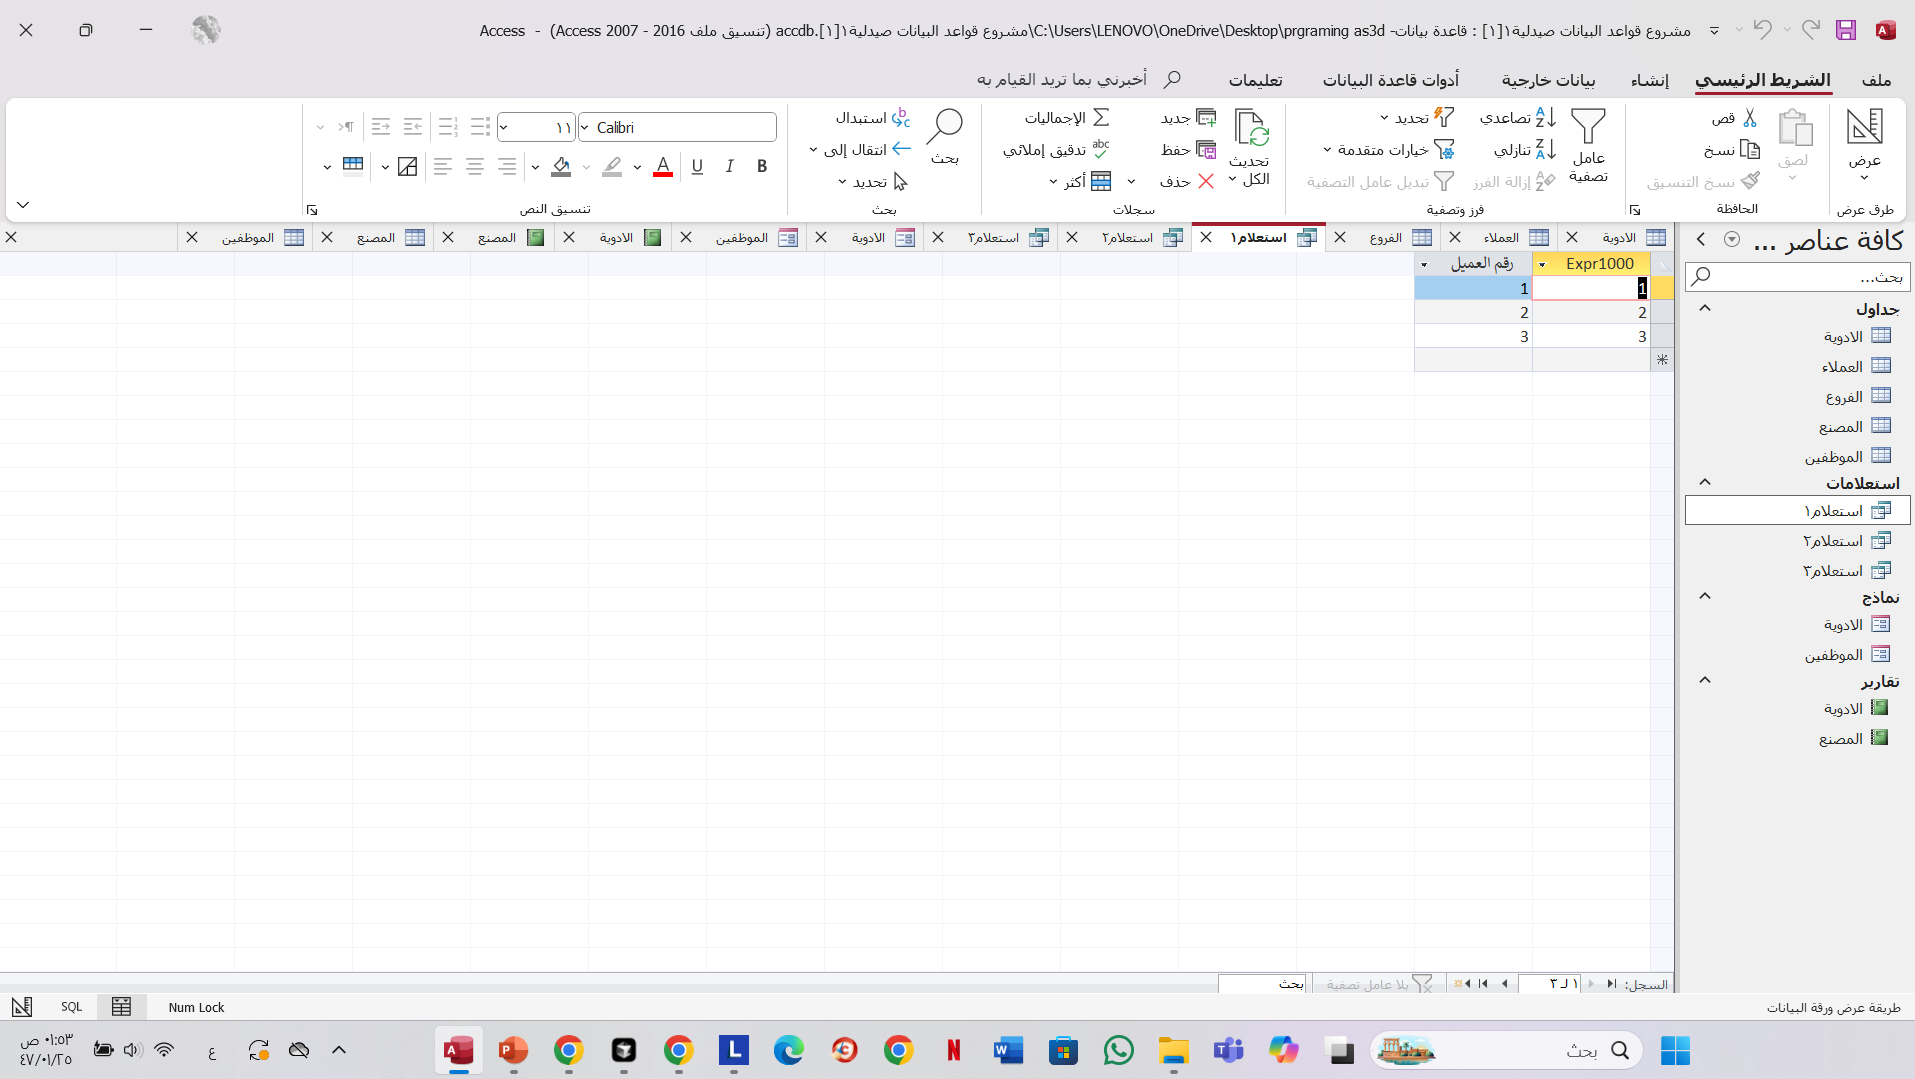 مشروع قواعد البيانات صيدلية١[١] : قاعدة بيانات- C:\Users\LENOVO\OneDrive\Desktop\prgraming as3d\مشروع قواعد البيانات صيدلية١[١].accdb (تنسيق ملف Access 2007 - 2016) - Access
ملف الشريط الرئيسي إنشاء بيانات خارجية أدوات قاعدة البيانات تعليمات أخبرني بما تريد القيام به
عرض
طرق عرض
لصق
قص
نسخ
نسخ التنسيق
الحافظة
عامل تصفية
تصاعدي
تنازلي
إزالة الفرز
تحديد
خيارات متقدمة
تبديل عامل التصفية
فرز وتصفية
تحديث الكل
جديد
حفظ
حذف
الإجماليات
تدقيق إملائي
أكثر
سجلات
بحث
استبدال
انتقال إلى
تحديد
بحث
Calibri
١١
B I U A
تنسيق النص
كافة عناصر ...
بحث...
جداول
الادوية
العملاء
الفروع
المصنع
الموظفين
استعلامات
استعلام١
استعلام٢
استعلام٣
نماذج
الادوية
الموظفين
تقارير
الادوية
المصنع
الادوية العملاء الفروع استعلام١ استعلام٢ استعلام٣ الادوية الموظفين الادوية المصنع المصنع الموظفين
Expr1000 رقم العميل
1 1
2 2
3 3
السجل: ١ لـ ٣ بلا عامل تصفية بحث
طريقة عرض ورقة البيانات
Num Lock
SQL
بحث
ع
٠١:٥٣ ص
٤٧/٠١/٢٥